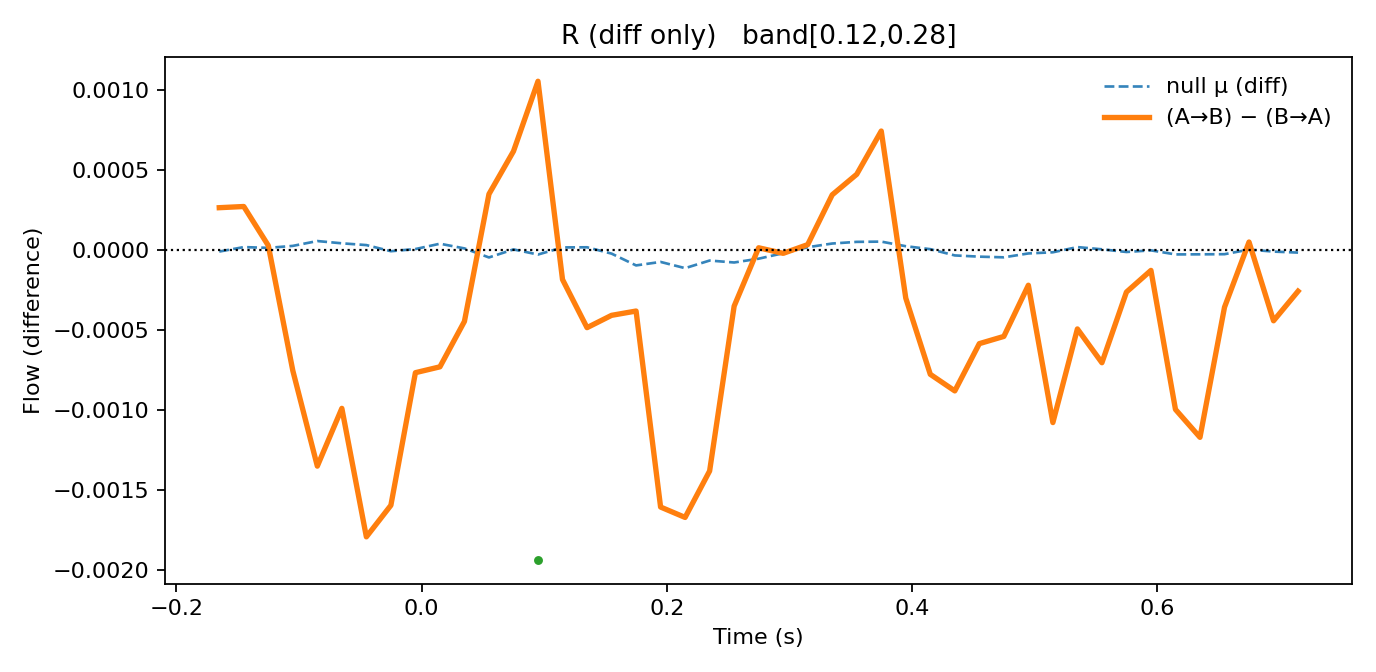 R (diff only)   band[0.12,0.28]
null μ (diff)
(A→B) − (B→A)
Flow (difference)
0.0010
0.0005
0.0000
−0.0005
−0.0010
−0.0015
−0.0020
−0.2
0.0
0.2
0.4
0.6
Time (s)